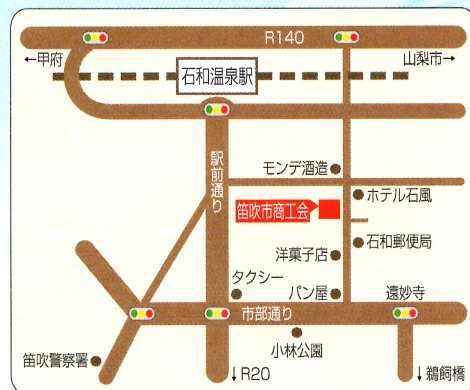 R140
←甲府
山梨市→
石和温泉駅
駅前通り
モンデ酒造
ホテル石風
笛吹市商工会
石和郵便局
洋菓子店
タクシー
パン屋
遠妙寺
市部通り
小林公園
笛吹警察署
↓R20
↓鵜飼橋